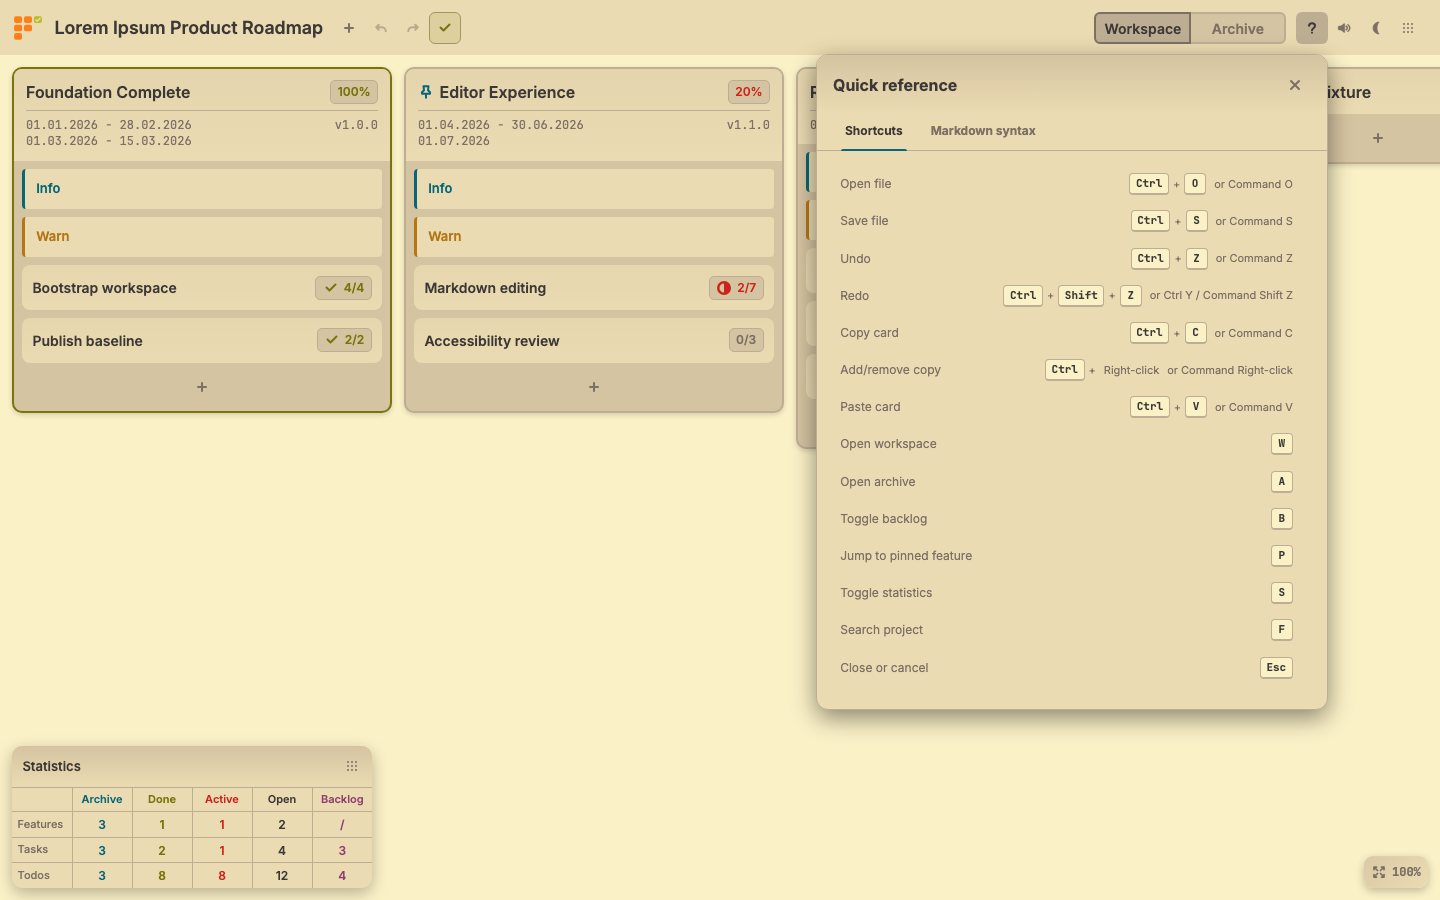 Lorem Ipsum Product Roadmap
Workspace
Archive
?
Foundation Complete
100%
01.01.2026 - 28.02.2026
v1.0.0
01.03.2026 - 15.03.2026
Info
Warn
Bootstrap workspace
4/4
Publish baseline
2/2
+
Editor Experience
20%
01.04.2026 - 30.06.2026
v1.1.0
01.07.2026
Info
Warn
Markdown editing
2/7
Accessibility review
0/3
+
ixture
+
Quick reference
Shortcuts
Markdown syntax
Open file
Ctrl + O or Command O
Save file
Ctrl + S or Command S
Undo
Ctrl + Z or Command Z
Redo
Ctrl + Shift + Z or Ctrl Y / Command Shift Z
Copy card
Ctrl + C or Command C
Add/remove copy
Ctrl + Right-click or Command Right-click
Paste card
Ctrl + V or Command V
Open workspace
W
Open archive
A
Toggle backlog
B
Jump to pinned feature
P
Toggle statistics
S
Search project
F
Close or cancel
Esc
Statistics
Archive Done Active Open Backlog
Features 3 1 1 2 /
Tasks 3 2 1 4 3
Todos 3 8 8 12 4
100%